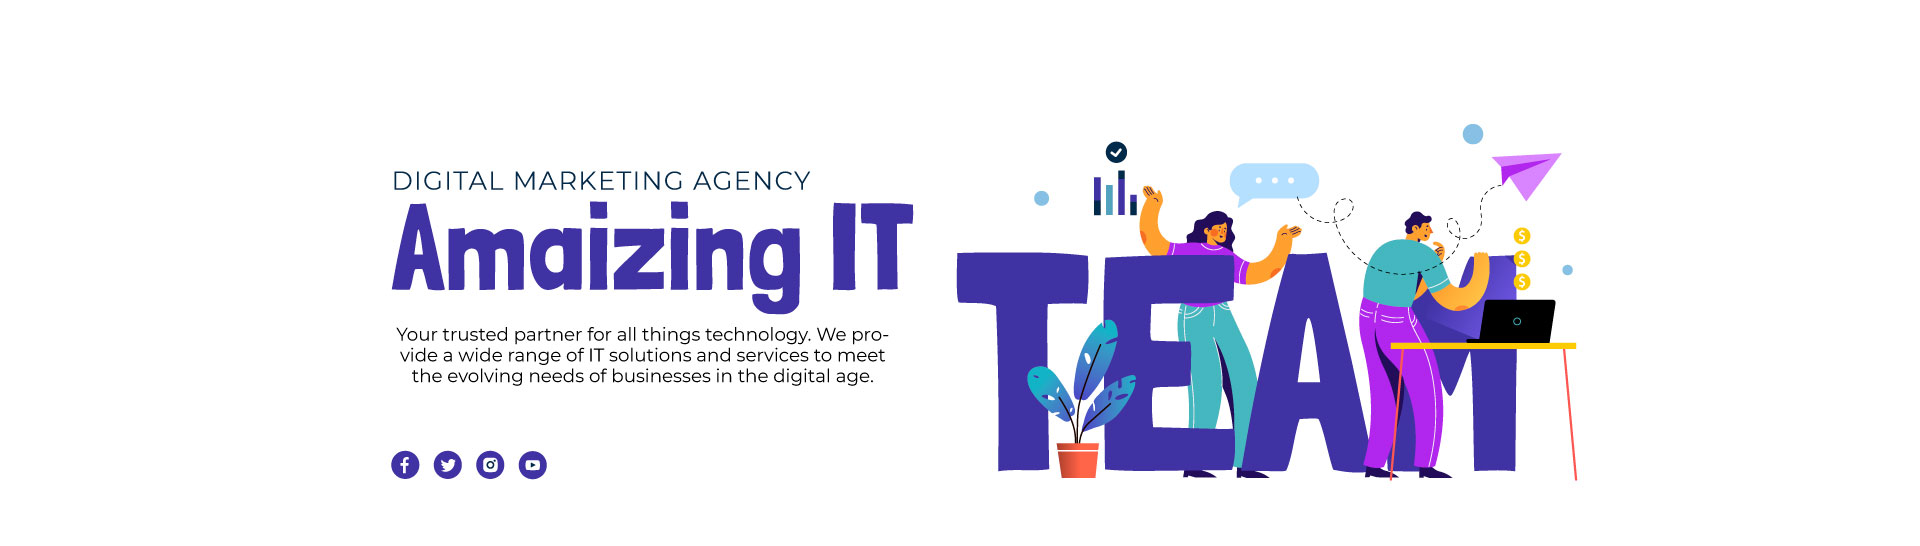 DIGITAL MARKETING AGENCY
Amaizing IT
Your trusted partner for all things technology. We pro-
vide a wide range of IT solutions and services to meet
the evolving needs of businesses in the digital age.
TEAM
$
$
$